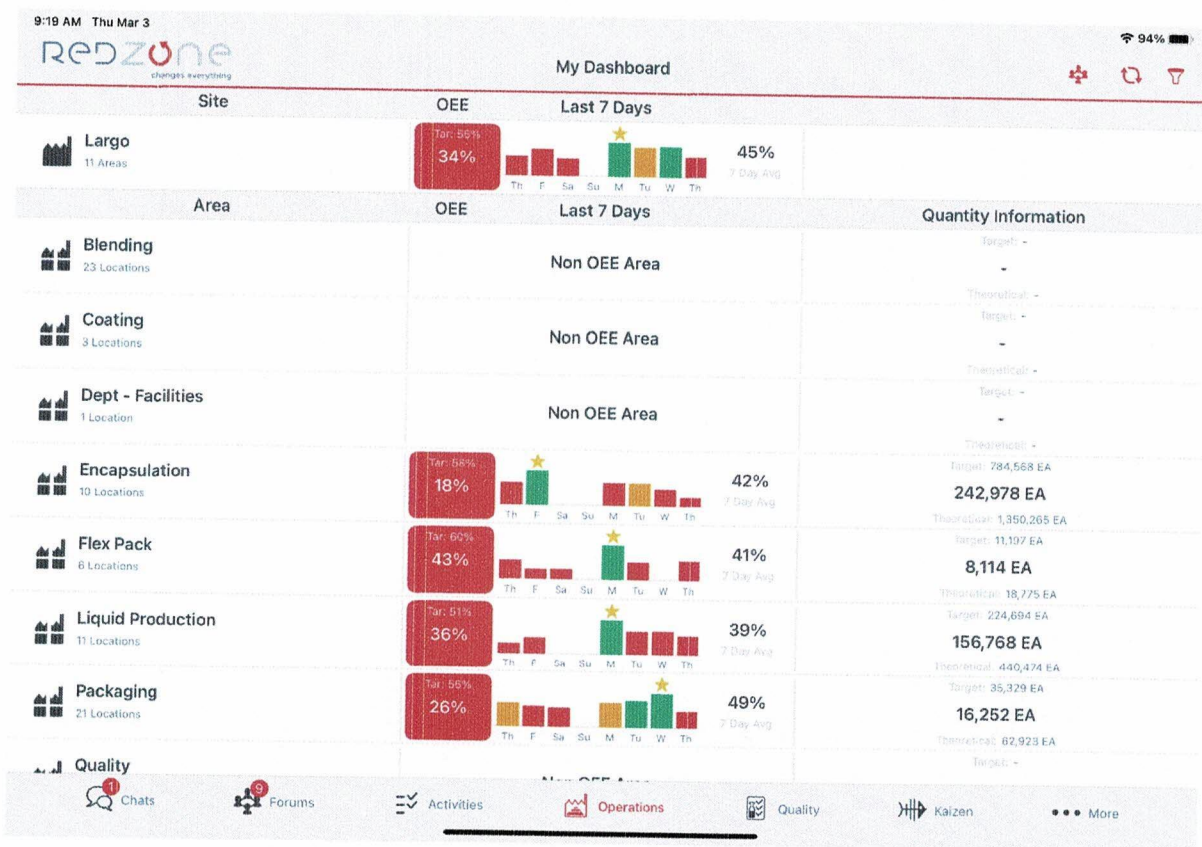 9:19 AM Thu Mar 3
94%
REDZONE
changes everything
My Dashboard
Site OEE Last 7 Days
Largo
11 Areas
34%
Th F Sa Su M Tu W Th
45%
7 Day Avg
Area OEE Last 7 Days Quantity Information
Blending
23 Locations
Non OEE Area
Target: -
-
Theoretical: -
Coating
3 Locations
Non OEE Area
Target: -
-
Theoretical: -
Dept - Facilities
1 Location
Non OEE Area
Target: -
-
Theoretical: -
Encapsulation
10 Locations
Tar: 58%
18%
Th F Sa Su M Tu W Th
42%
7 Day Avg
Target: 784,568 EA
242,978 EA
Theoretical: 1,350,265 EA
Flex Pack
6 Locations
Tar: 60%
43%
Th F Sa Su M Tu W Th
41%
7 Day Avg
Target: 11,197 EA
8,114 EA
Theoretical: 18,775 EA
Liquid Production
11 Locations
Tar: 51%
36%
Th F Sa Su M Tu W Th
39%
7 Day Avg
Target: 224,694 EA
156,768 EA
Theoretical: 440,474 EA
Packaging
21 Locations
Tar: 56%
26%
Th F Sa Su M Tu W Th
49%
7 Day Avg
Target: 35,329 EA
16,252 EA
Theoretical: 62,923 EA
Quality
Non OEE Area
Target: -
1
Chats
9
Forums
Activities
Operations
Quality
Kaizen
More